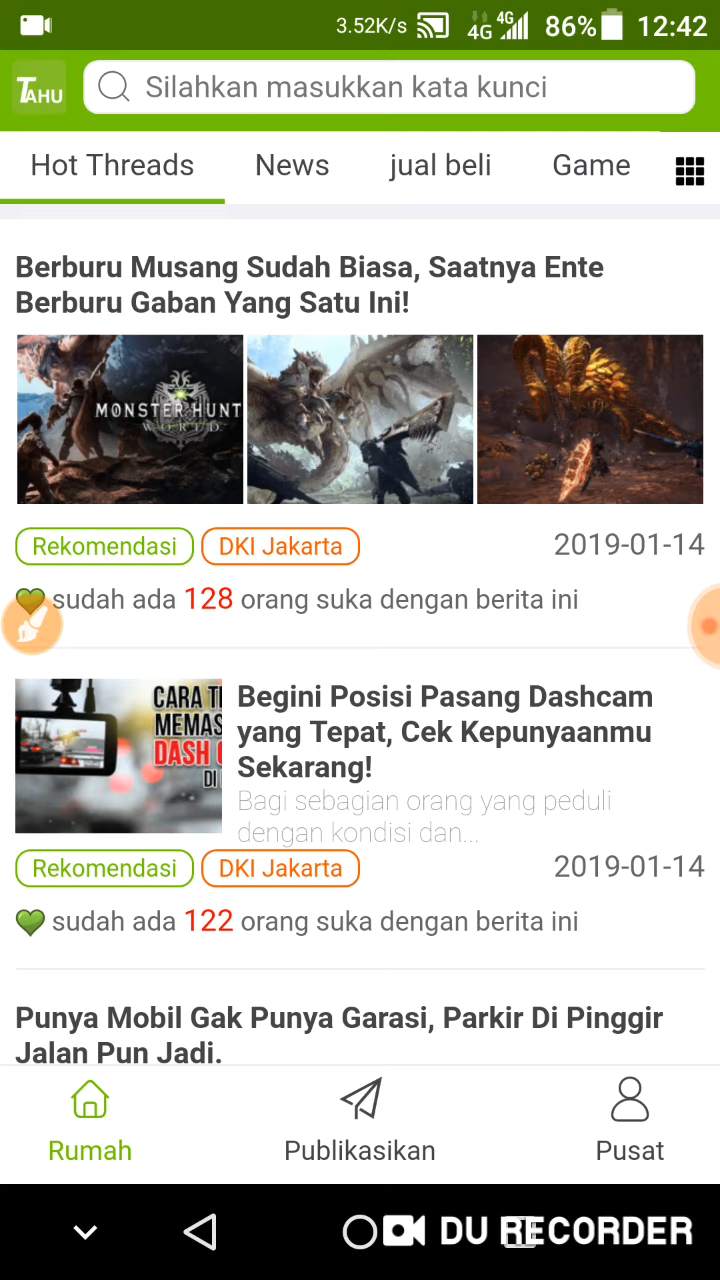 3.52K/s 4G 4G 86% 12:42
TAHU Silahkan masukkan kata kunci
Hot Threads News jual beli Game
Berburu Musang Sudah Biasa, Saatnya Ente
Berburu Gaban Yang Satu Ini!
MONSTER HUNT
WORLD
Rekomendasi DKI Jakarta 2019-01-14
sudah ada 128 orang suka dengan berita ini
CARA
DASH
DI
Begini Posisi Pasang Dashcam
yang Tepat, Cek Kepunyaanmu
Sekarang!
Bagi sebagian orang yang peduli
dengan kondisi dan...
Rekomendasi DKI Jakarta 2019-01-14
sudah ada 122 orang suka dengan berita ini
Punya Mobil Gak Punya Garasi, Parkir Di Pinggir
Jalan Pun Jadi.
Rumah Publikasikan Pusat
DU RECORDER